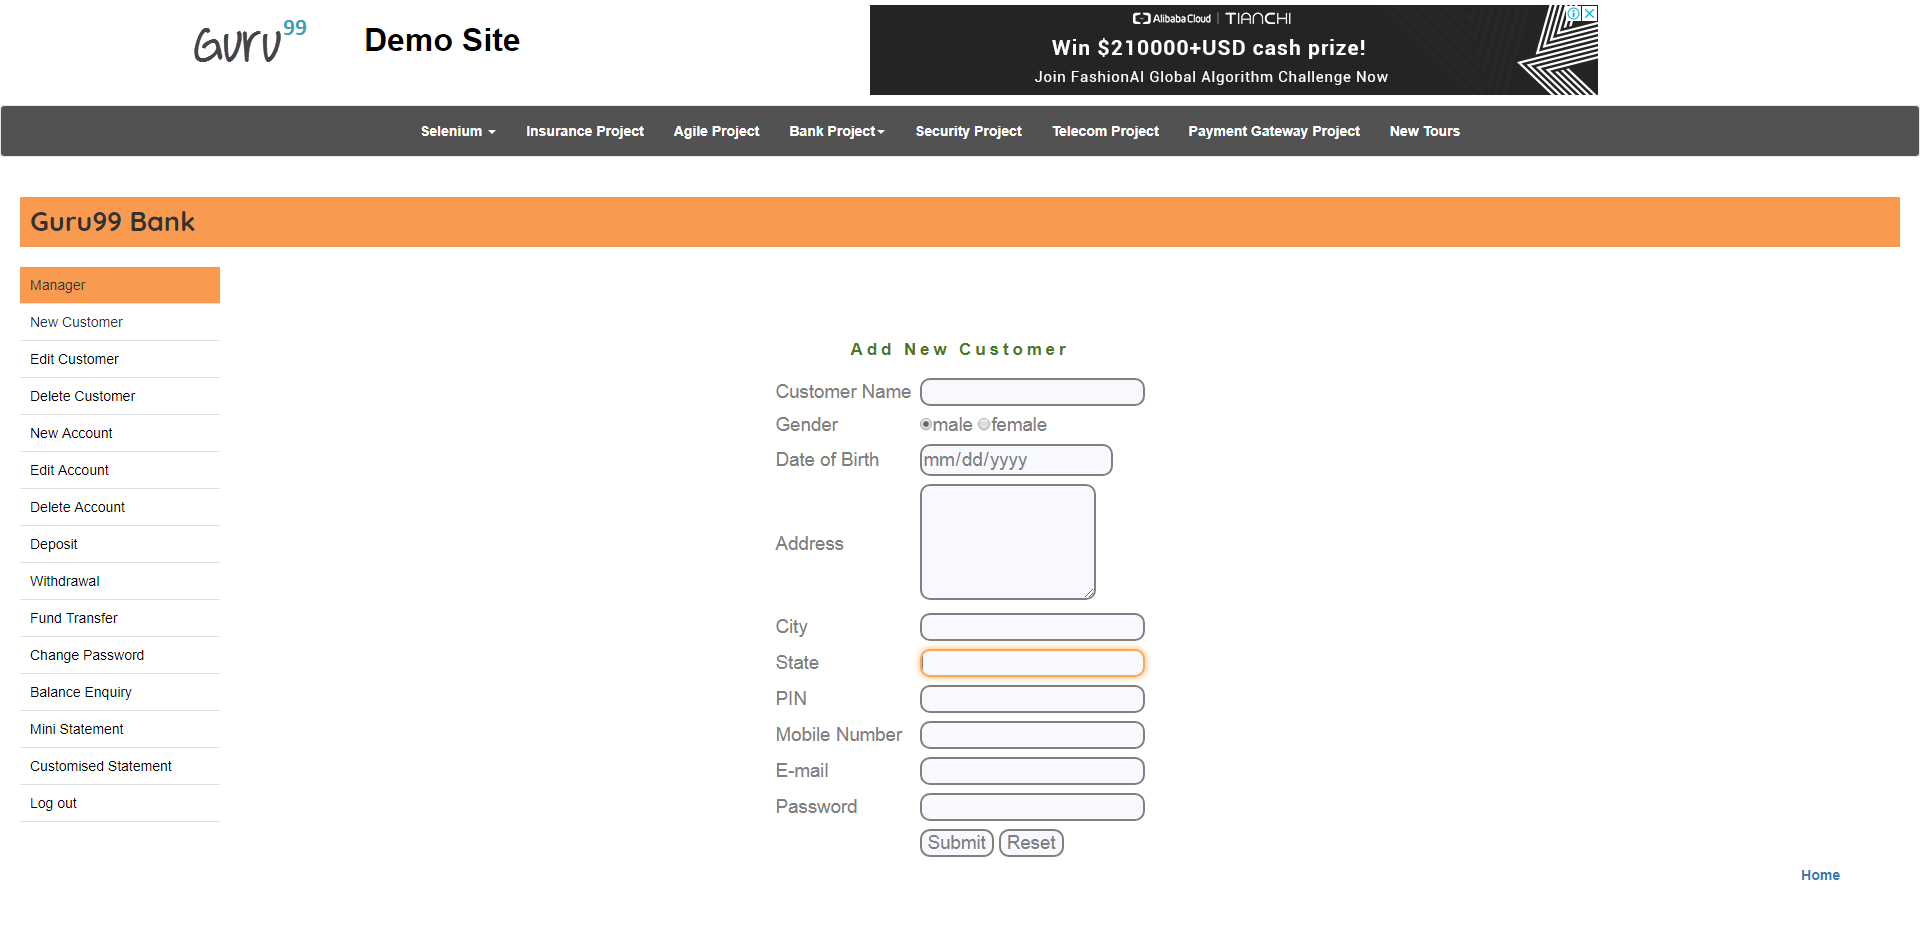 Guru99
Demo Site
Alibaba Cloud | TIANCHI
Win $210000+USD cash prize!
Join FashionAI Global Algorithm Challenge Now
Selenium Insurance Project Agile Project Bank Project Security Project Telecom Project Payment Gateway Project New Tours
Guru99 Bank
Manager
New Customer
Edit Customer
Delete Customer
New Account
Edit Account
Delete Account
Deposit
Withdrawal
Fund Transfer
Change Password
Balance Enquiry
Mini Statement
Customised Statement
Log out
Add New Customer
Customer Name
Gender male female
Date of Birth mm/dd/yyyy
Address
City
State
PIN
Mobile Number
E-mail
Password
Submit Reset
Home